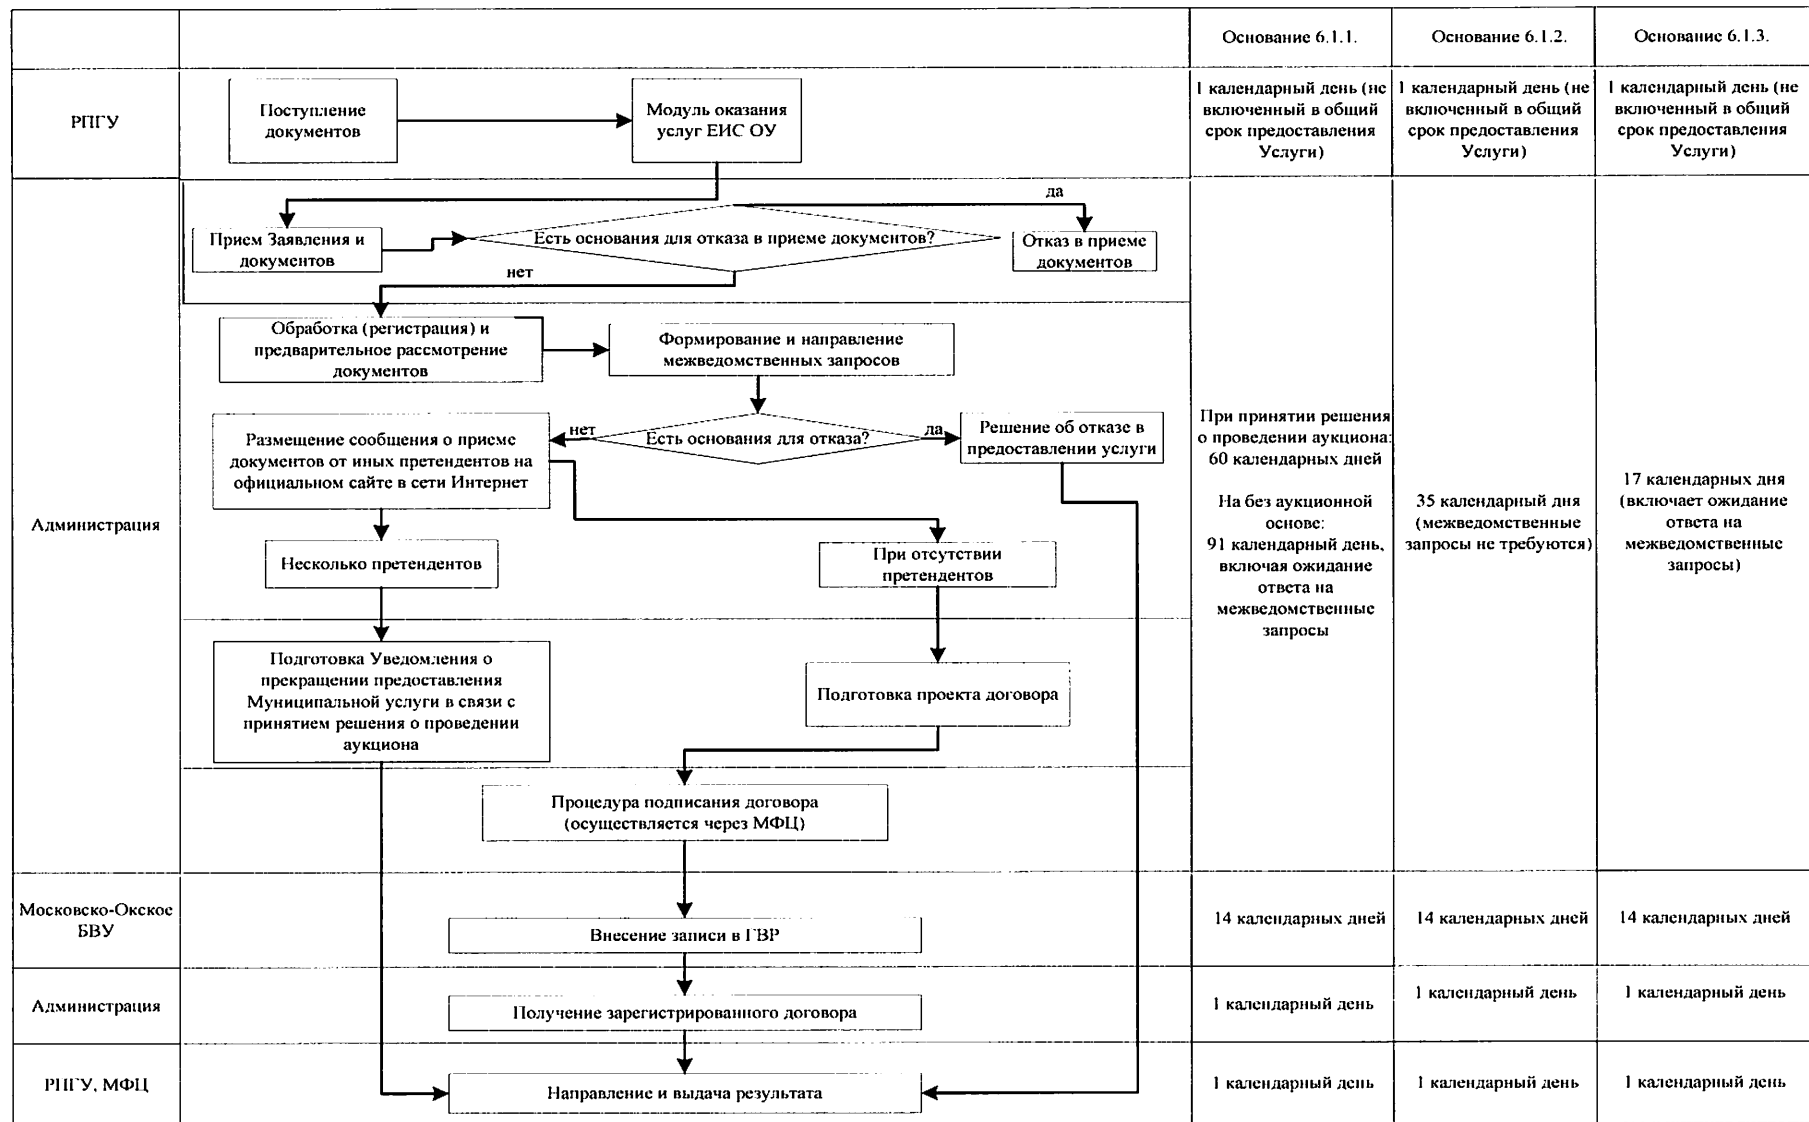 Основание 6.1.1.
Основание 6.1.2.
Основание 6.1.3.
РПГУ
Поступление
документов
Модуль оказания
услуг ЕИС ОУ
1 календарный день (не
включенный в общий
срок предоставления
Услуги)
1 календарный день (не
включенный в общий
срок предоставления
Услуги)
1 календарный день (не
включенный в общий
срок предоставления
Услуги)
Администрация
Прием Заявления и
документов
Есть основания для отказа в приеме документов?
да
Отказ в приеме
документов
нет
Обработка (регистрация) и
предварительное рассмотрение
документов
Формирование и направление
межведомственных запросов
Есть основания для отказа?
нет
да
Размещение сообщения о приеме
документов от иных претендентов на
официальном сайте в сети Интернет
Решение об отказе в
предоставлении услуги
Несколько претендентов
При отсутствии
претендентов
Подготовка Уведомления о
прекращении предоставления
Муниципальной услуги в связи с
принятием решения о проведении
аукциона
Подготовка проекта договора
Процедура подписания договора
(осуществляется через МФЦ)
При принятии решения
о проведении аукциона:
60 календарных дней
На без аукционной
основе:
91 календарный день,
включая ожидание
ответа на
межведомственные
запросы
35 календарный дня
(межведомственные
запросы не требуются)
17 календарных дня
(включает ожидание
ответа на
межведомственные
запросы)
Московско-Окское
БВУ
Внесение записи в ГВР
14 календарных дней
14 календарных дней
14 календарных дней
Администрация
Получение зарегистрированного договора
1 календарный день
1 календарный день
1 календарный день
РПГУ, МФЦ
Направление и выдача результата
1 календарный день
1 календарный день
1 календарный день